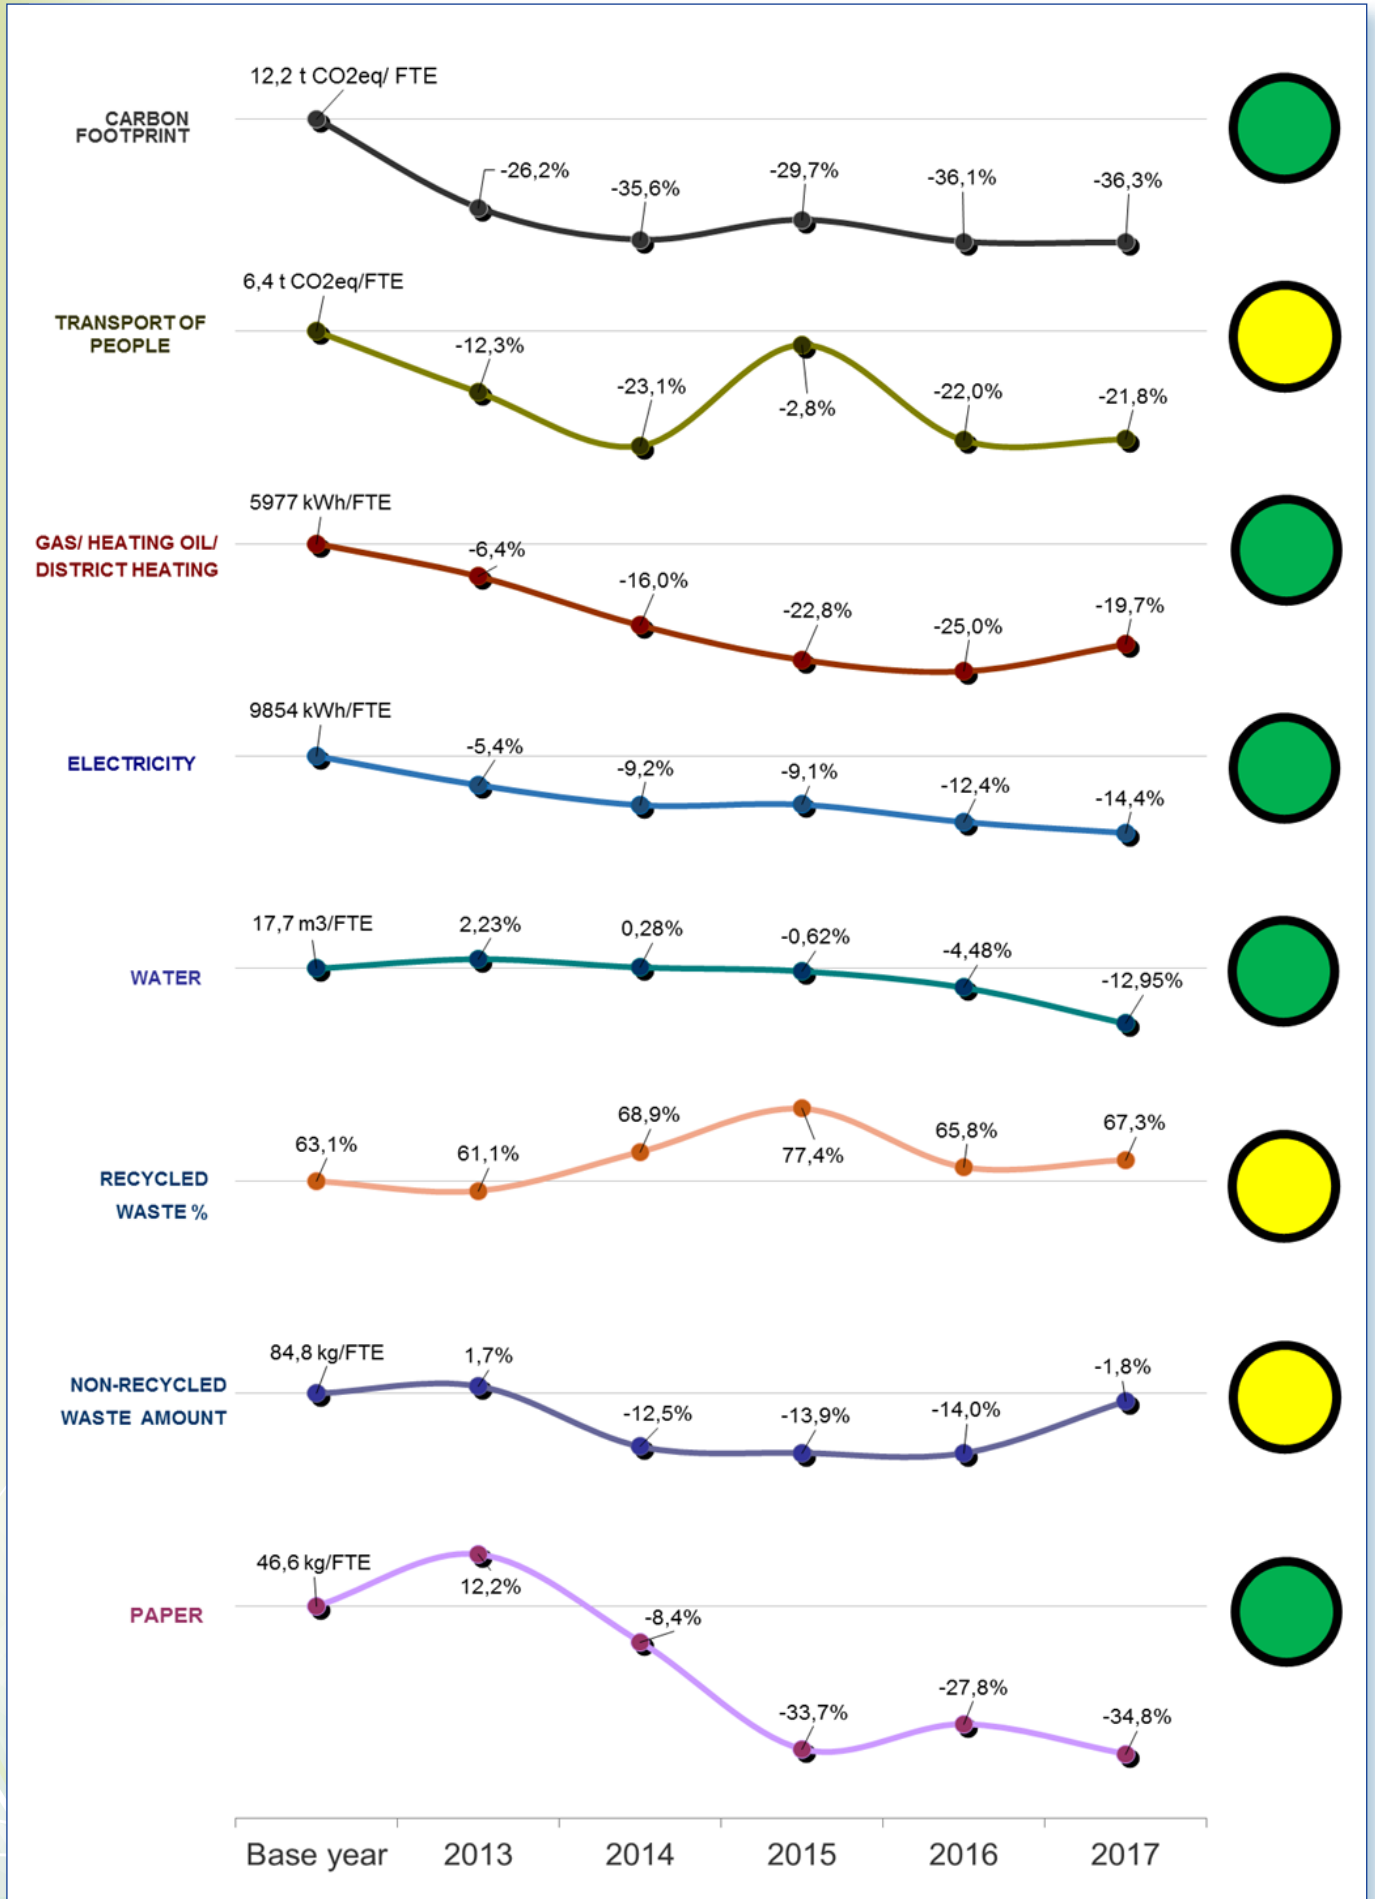 12,2 t CO2eq/ FTE
CARBON
FOOTPRINT
-26,2%
-35,6%
-29,7%
-36,1%
-36,3%
6,4 t CO2eq/FTE
TRANSPORT OF
PEOPLE
-12,3%
-23,1%
-2,8%
-22,0%
-21,8%
5977 kWh/FTE
GAS/ HEATING OIL/
DISTRICT HEATING
-6,4%
-16,0%
-22,8%
-25,0%
-19,7%
9854 kWh/FTE
ELECTRICITY
-5,4%
-9,2%
-9,1%
-12,4%
-14,4%
17,7 m3/FTE
WATER
2,23%
0,28%
-0,62%
-4,48%
-12,95%
63,1%
RECYCLED
WASTE %
61,1%
68,9%
77,4%
65,8%
67,3%
84,8 kg/FTE
NON-RECYCLED
WASTE AMOUNT
1,7%
-12,5%
-13,9%
-14,0%
-1,8%
46,6 kg/FTE
PAPER
12,2%
-8,4%
-33,7%
-27,8%
-34,8%
Base year 2013 2014 2015 2016 2017